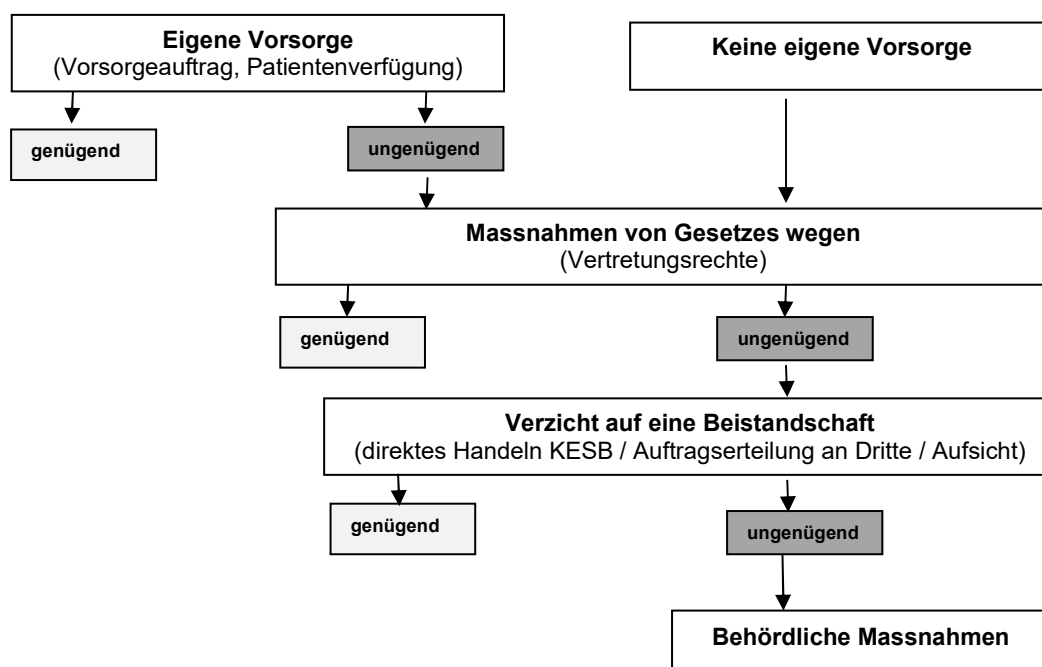 Eigene Vorsorge
(Vorsorgeauftrag, Patientenverfügung)
Keine eigene Vorsorge
genügend
ungenügend
Massnahmen von Gesetzes wegen
(Vertretungsrechte)
genügend
ungenügend
Verzicht auf eine Beistandschaft
(direktes Handeln KESB / Auftragserteilung an Dritte / Aufsicht)
genügend
ungenügend
Behördliche Massnahmen